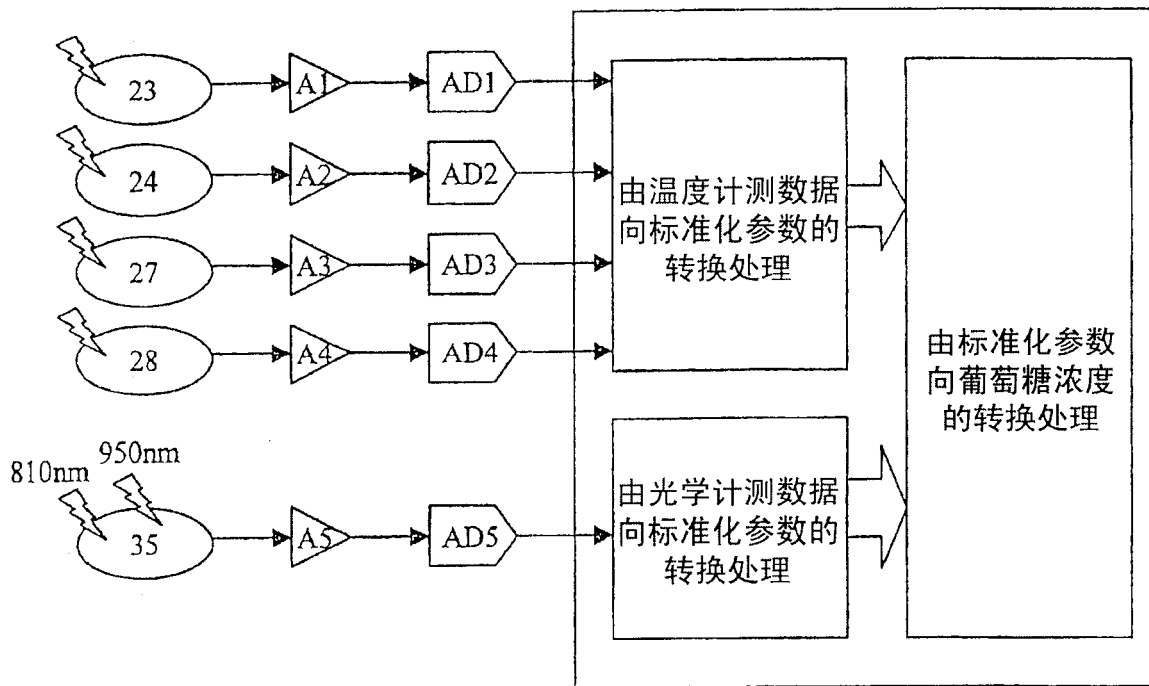 23 A1 AD1
24 A2 AD2
27 A3 AD3
28 A4 AD4
由温度计测数据
向标准化参数的
转换处理
810nm
950nm
35 A5 AD5
由光学计测数据
向标准化参数的
转换处理
由标准化参数
向葡萄糖浓度
的转换处理